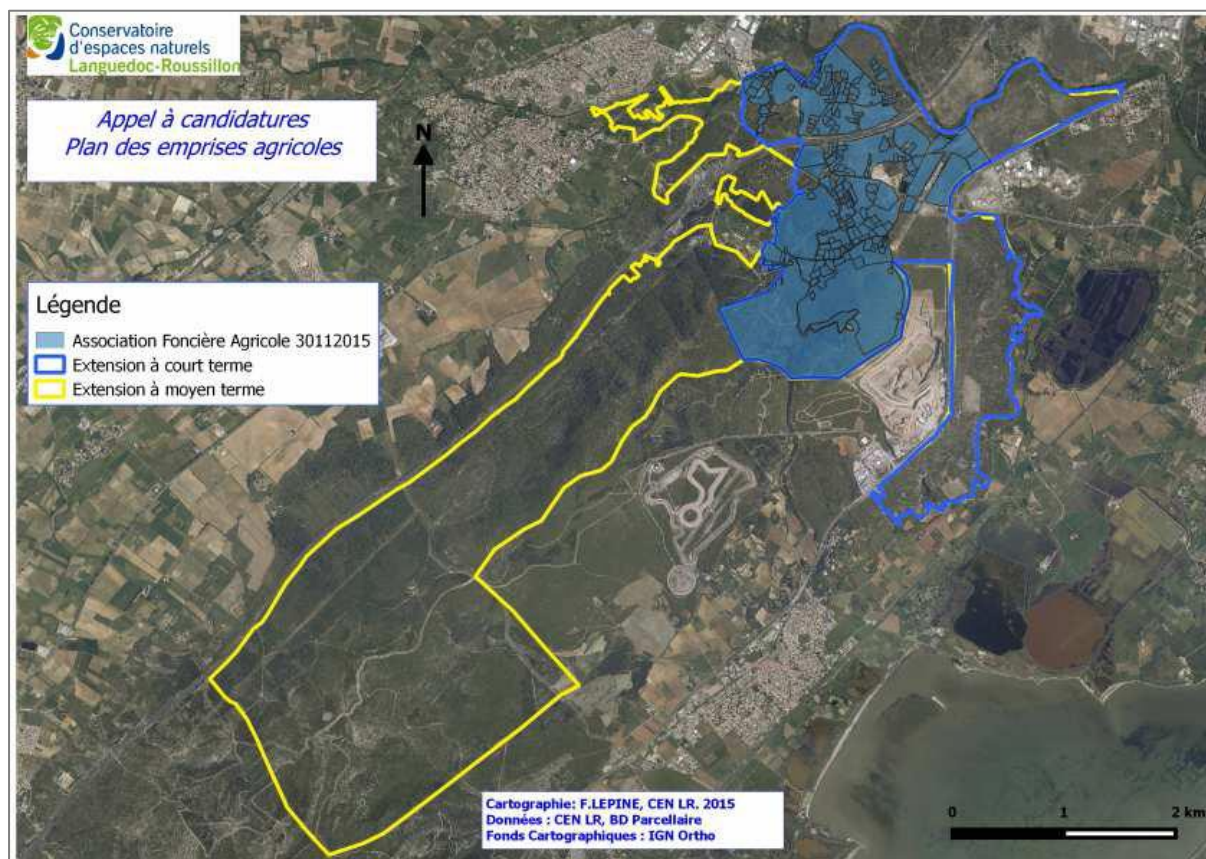 Conservatoire
d'espaces naturels
Languedoc-Roussillon
Appel à candidatures
Plan des emprises agricoles
N
Légende
Association Foncière Agricole 30112015
Extension à court terme
Extension à moyen terme
Cartographie: F.LEPINE, CEN LR. 2015
Données : CEN LR, BD Parcellaire
Fonds Cartographiques : IGN Ortho
0 1 2 km